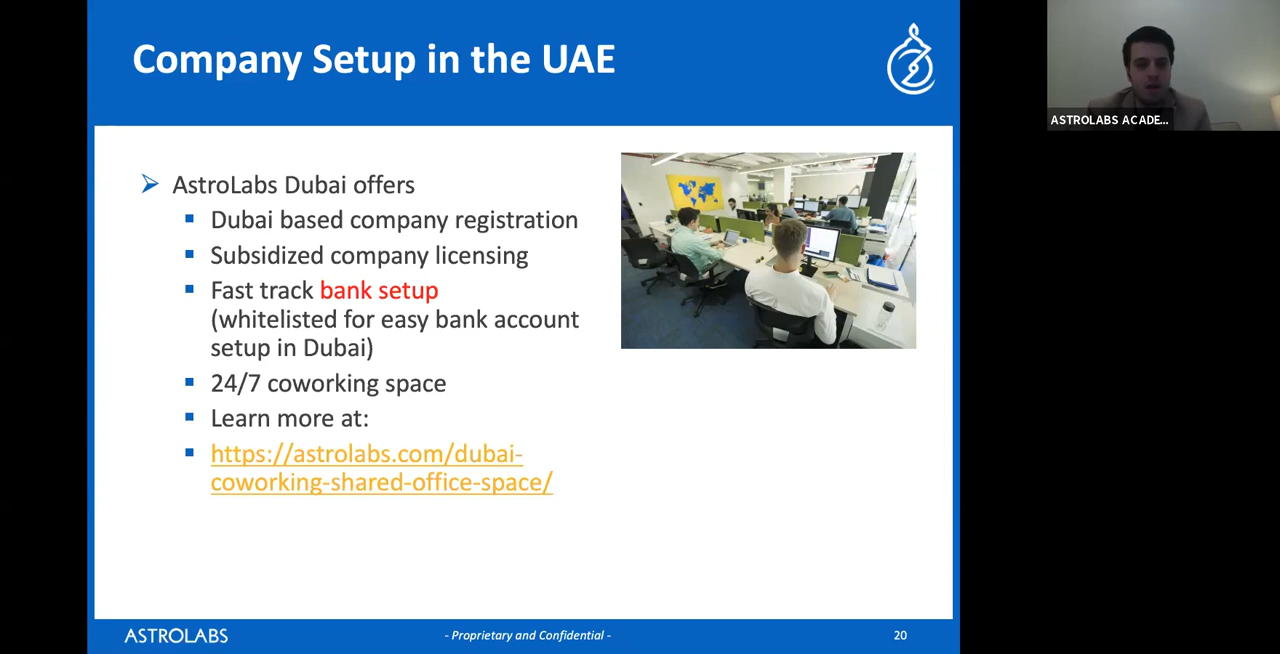 Company Setup in the UAE
ASTROLABS ACADE...
AstroLabs Dubai offers
Dubai based company registration
Subsidized company licensing
Fast track bank setup
(whitelisted for easy bank account
setup in Dubai)
24/7 coworking space
Learn more at:
https://astrolabs.com/dubai-
coworking-shared-office-space/
ASTROLABS
- Proprietary and Confidential -
20